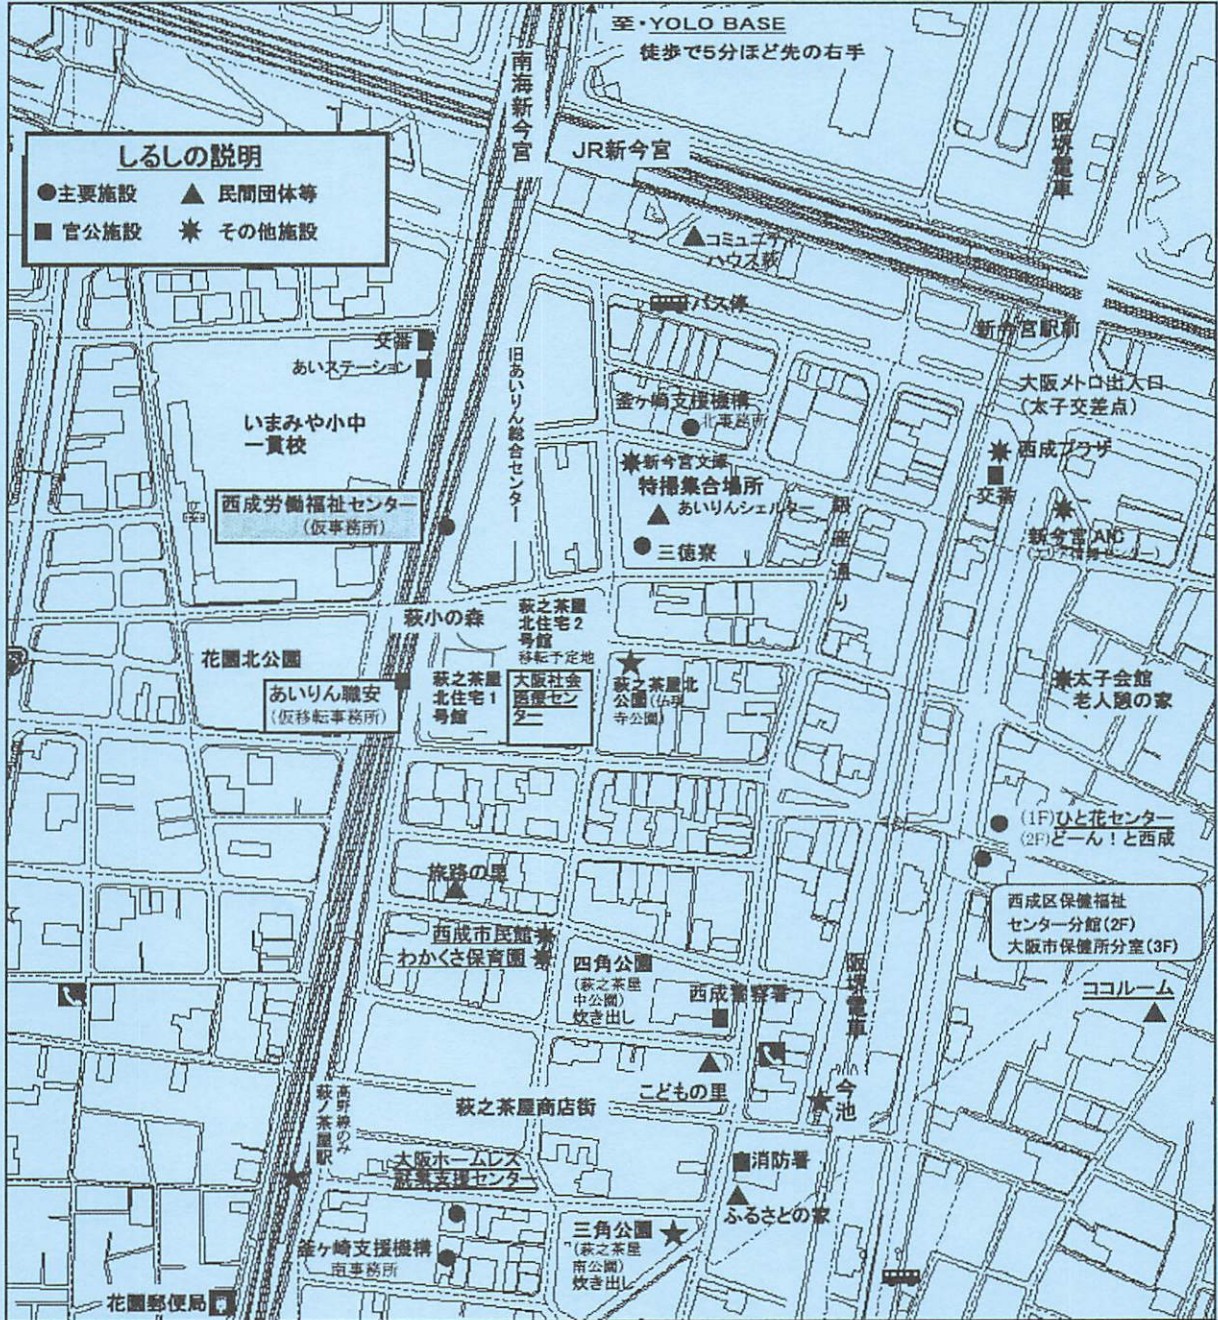 至・YOLO BASE
徒歩で5分ほど先の右手
南海新今宮
JR新今宮
阪堺電車
しるしの説明
●主要施設 ▲ 民間団体等
■ 官公施設 その他施設
▲コミュニティ
ハウス萩
バス停
新今宮駅前
交番
あいステーション
旧あいりん総合センター
大阪メトロ出入口
(太子交差点)
いまみや小中
一貫校
釜ヶ崎支援機構
北事務所
西成プラザ
新今宮文庫
特掃集合場所
あいりんシェルター
銀座通り
交番
西成労働福祉センター
(仮事務所)
三徳寮
新今宮AIC
萩小の森
萩之茶屋
北住宅2
号館
移転予定地
花園北公園
萩之茶屋
北住宅1
号館
大阪社会
医療セン
ター
萩之茶屋北
公園(仏現
寺公園)
太子会館
老人憩の家
あいりん職安
(仮移転事務所)
(1F)ひと花センター
(2F)どーん!と西成
旅路の里
西成区保健福祉
センター分館(2F)
大阪市保健所分室(3F)
西成市民館
わかくさ保育園
四角公園
(萩之茶屋
中公園)
炊き出し
西成警察署
阪堺電車
ココルーム
こどもの里
今池
萩之茶屋商店街
高野線のみ
萩ノ茶屋駅
大阪ホームレス
就業支援センター
消防署
ふるさとの家
三角公園
(萩之茶屋
南公園)
炊き出し
釜ヶ崎支援機構
南事務所
花園郵便局